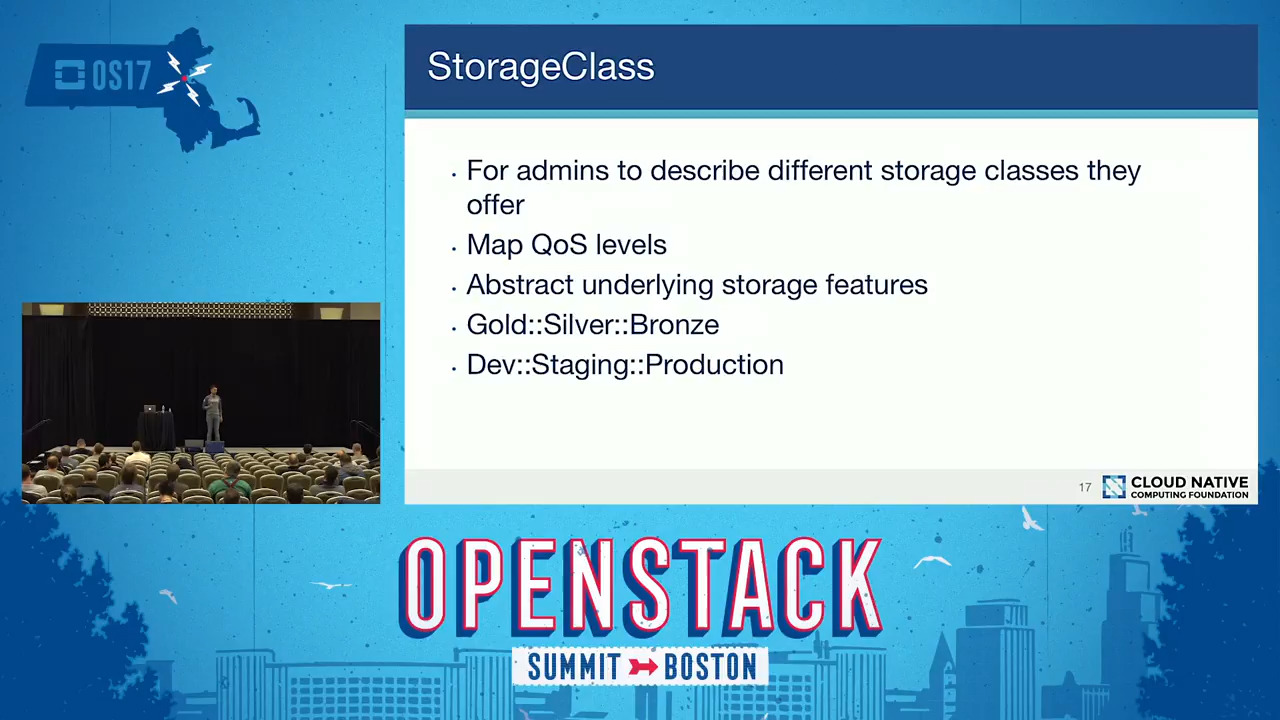 OS17
StorageClass
· For admins to describe different storage classes they
offer
· Map QoS levels
· Abstract underlying storage features
· Gold::Silver::Bronze
· Dev::Staging::Production
17
CLOUD NATIVE
COMPUTING FOUNDATION
OPENSTACK
SUMMIT BOSTON